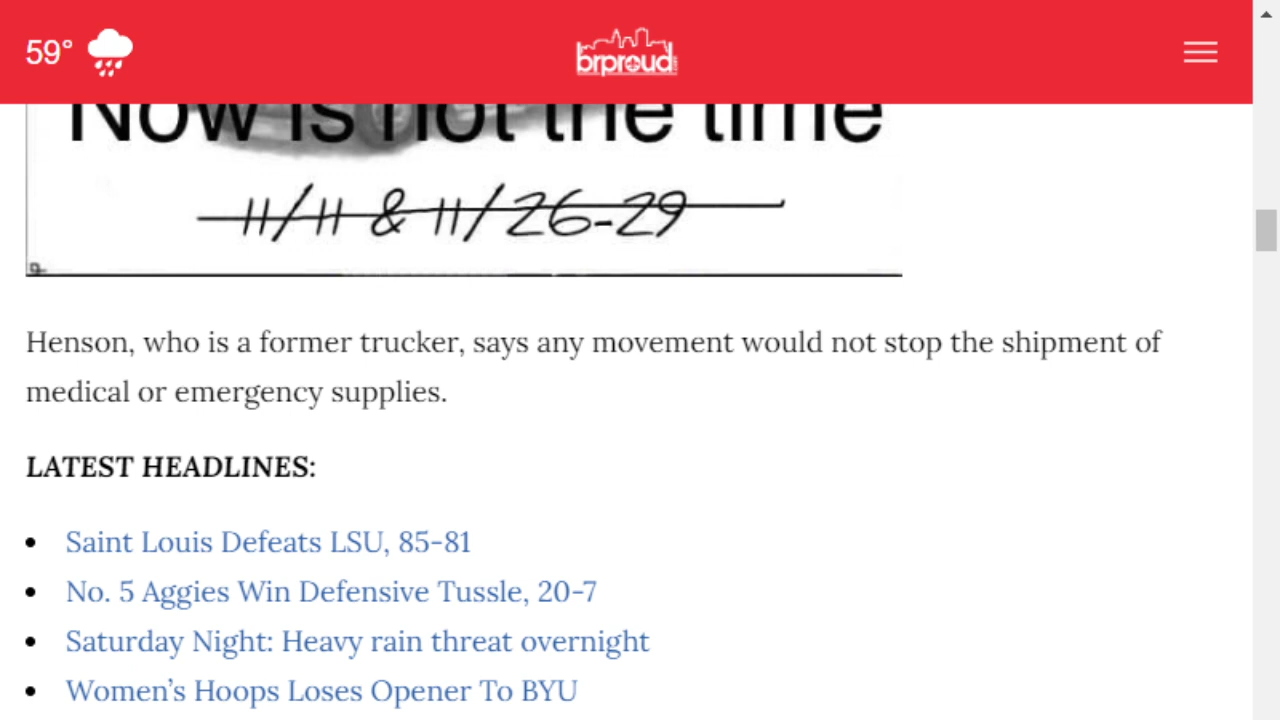 59°
brproud
Now is not the time
11/11 & 11/26-29
Henson, who is a former trucker, says any movement would not stop the shipment of
medical or emergency supplies.
LATEST HEADLINES:
Saint Louis Defeats LSU, 85-81
No. 5 Aggies Win Defensive Tussle, 20-7
Saturday Night: Heavy rain threat overnight
Women's Hoops Loses Opener To BYU